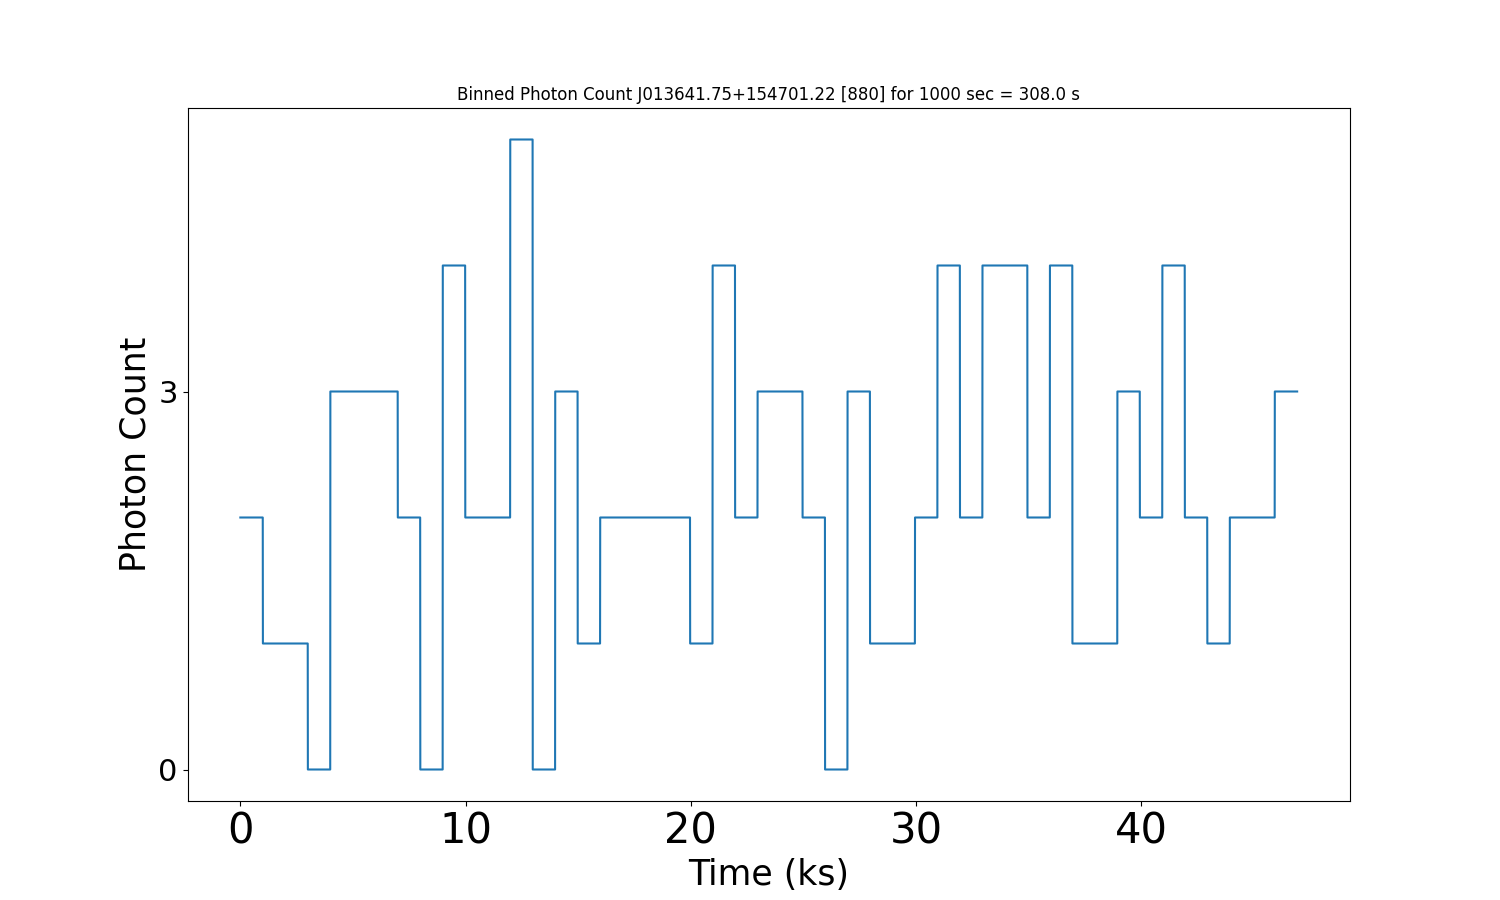 Binned Photon Count J013641.75+154701.22 [880] for 1000 sec = 308.0 s
Photon Count
3
0
0 10 20 30 40
Time (ks)